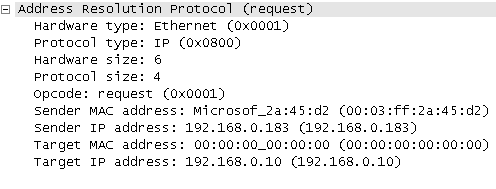 Address Resolution Protocol (request)
Hardware type: Ethernet (0x0001)
Protocol type: IP (0x0800)
Hardware size: 6
Protocol size: 4
Opcode: request (0x0001)
Sender MAC address: Microsof_2a:45:d2 (00:03:ff:2a:45:d2)
Sender IP address: 192.168.0.183 (192.168.0.183)
Target MAC address: 00:00:00_00:00:00 (00:00:00:00:00:00)
Target IP address: 192.168.0.10 (192.168.0.10)